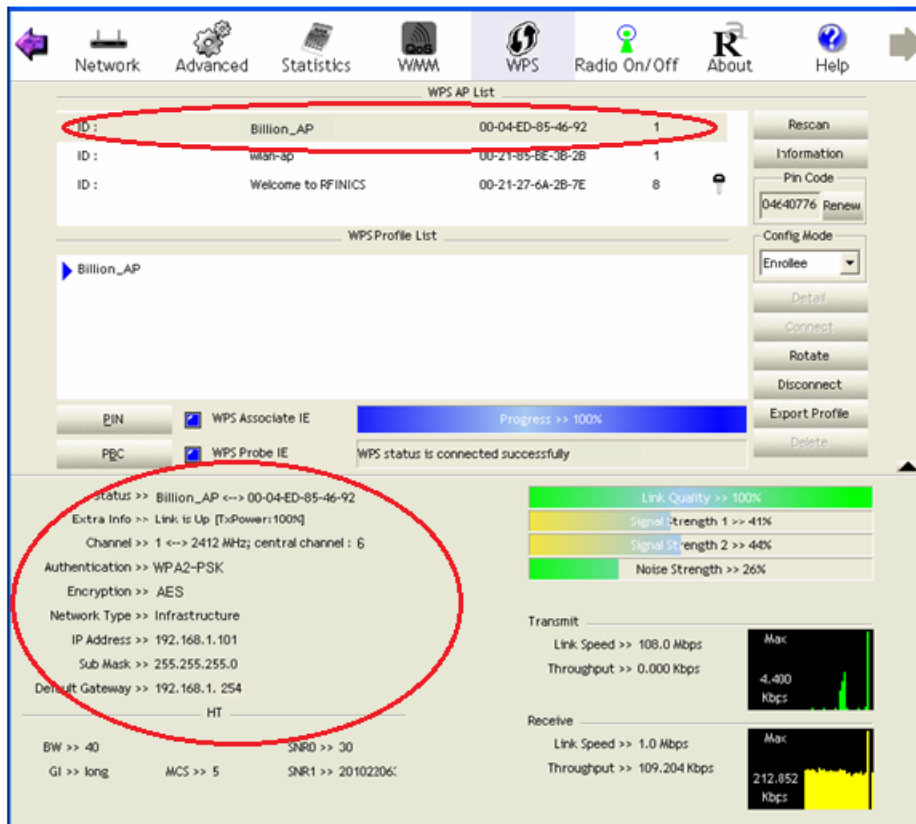 Network Advanced Statistics QoS WMM WPS Radio On/Off R About Help
WPS AP List
ID : Billion_AP 00-04-ED-85-46-92 1
ID : wlan-ap 00-21-85-BE-3B-2B 1
ID : Welcome to RFINICS 00-21-27-6A-2B-7E 8
Rescan
Information
Pin Code
04640776 Renew
WPS Profile List
Billion_AP
Config Mode
Enrollee
Detail
Connect
Rotate
Disconnect
Export Profile
Delete
PIN WPS Associate IE Progress >> 100%
PBC WPS Probe IE WPS status is connected successfully
Status >> Billion_AP <--> 00-04-ED-85-46-92
Extra Info >> Link is Up [TxPower:100%]
Channel >> 1 <--> 2412 MHz; central channel : 6
Authentication >> WPA2-PSK
Encryption >> AES
Network Type >> Infrastructure
IP Address >> 192.168.1.101
Sub Mask >> 255.255.255.0
Default Gateway >> 192.168.1. 254
HT
BW >> 40 SNR0 >> 30
GI >> long MCS >> 5 SNR1 >> 20102206:
Link Quality >> 100%
Signal Strength 1 >> 41%
Signal Strength 2 >> 44%
Noise Strength >> 26%
Transmit
Link Speed >> 108.0 Mbps
Throughput >> 0.000 Kbps
Max
4.400
Kbps
Receive
Link Speed >> 1.0 Mbps
Throughput >> 109.204 Kbps
Max
212.852
Kbps